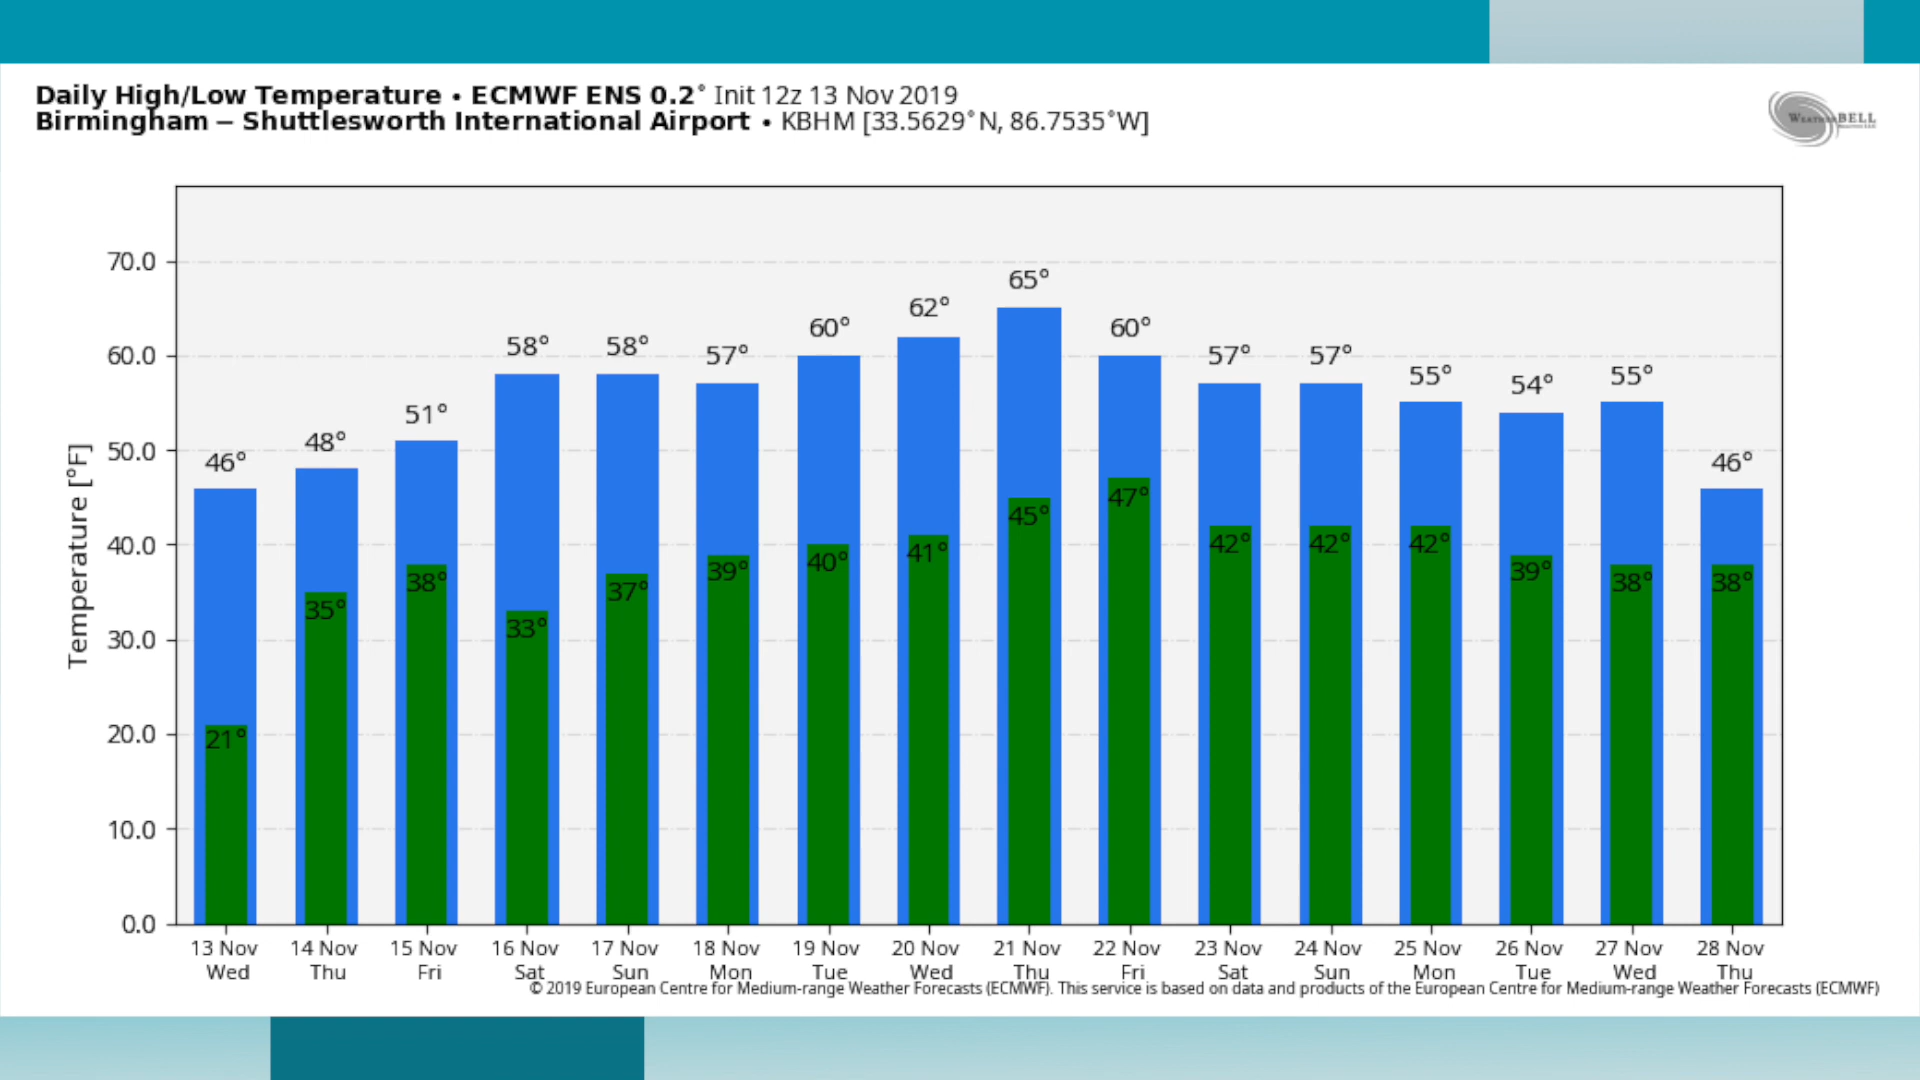 Daily High/Low Temperature • ECMWF ENS 0.2° Init 12z 13 Nov 2019
Birmingham – Shuttlesworth International Airport • KBHM [33.5629°N, 86.7535°W]
WEATHERBELL
Temperature [°F]
70.0
60.0
50.0
40.0
30.0
20.0
10.0
0.0
46° 48° 51° 58° 58° 57° 60° 62° 65° 60° 57° 57° 55° 54° 55° 46°
21° 35° 38° 33° 37° 39° 40° 41° 45° 47° 42° 42° 42° 39° 38° 38°
13 Nov 14 Nov 15 Nov 16 Nov 17 Nov 18 Nov 19 Nov 20 Nov 21 Nov 22 Nov 23 Nov 24 Nov 25 Nov 26 Nov 27 Nov 28 Nov
Wed Thu Fri Sat Sun Mon Tue Wed Thu Fri Sat Sun Mon Tue Wed Thu
© 2019 European Centre for Medium-range Weather Forecasts (ECMWF). This service is based on data and products of the European Centre for Medium-range Weather Forecasts (ECMWF)